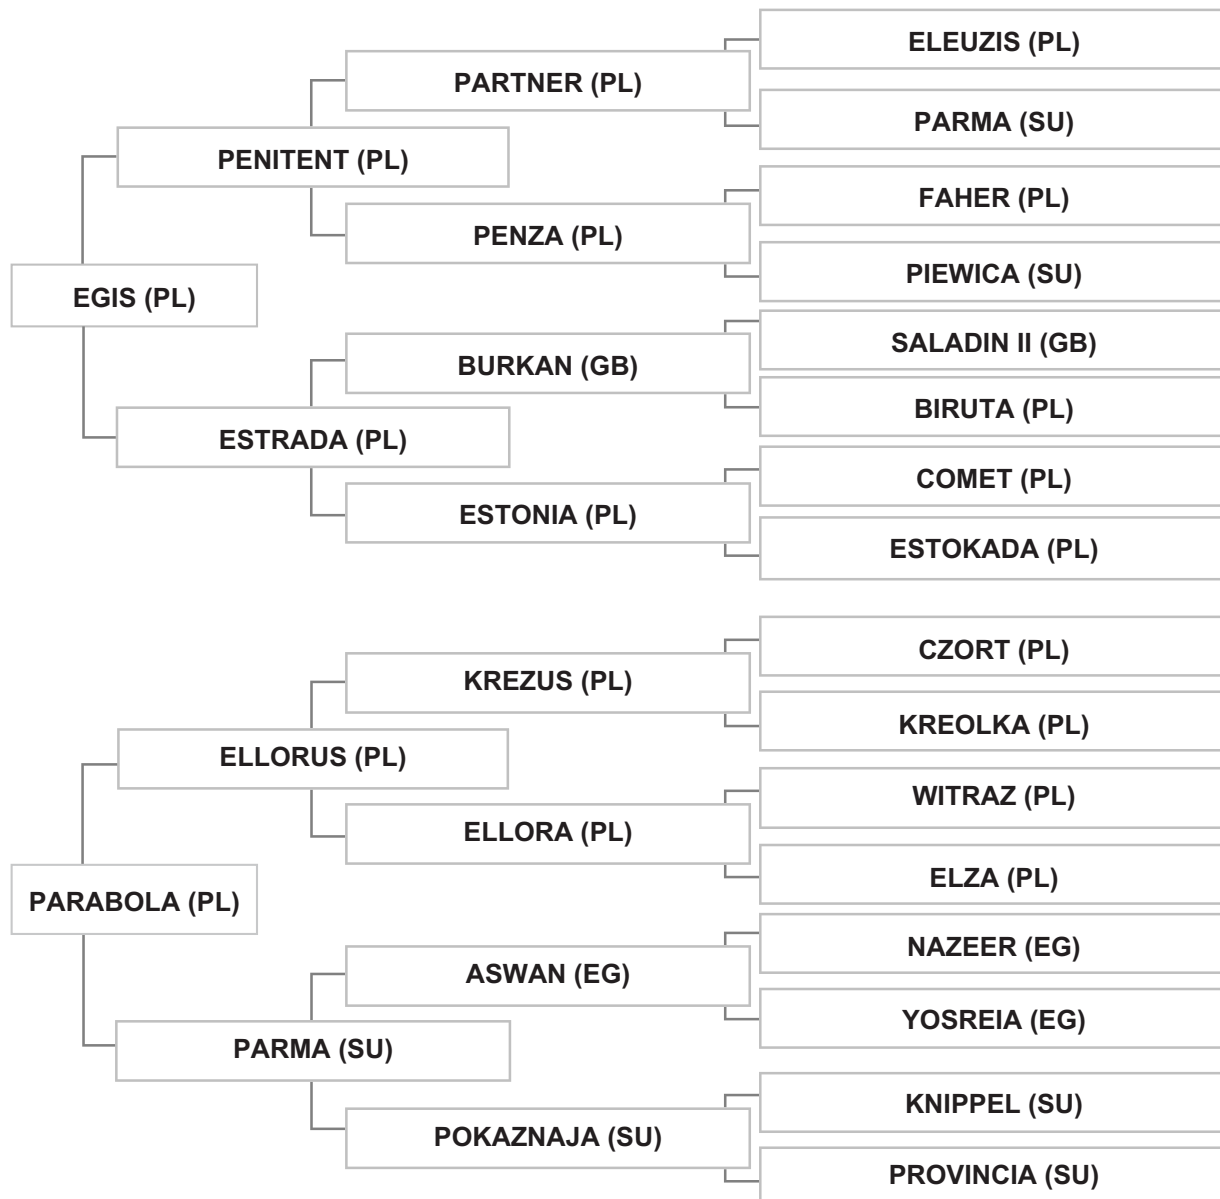 ELEUZIS (PL)
PARTNER (PL)
PARMA (SU)
PENITENT (PL)
FAHER (PL)
PENZA (PL)
PIEWICA (SU)
EGIS (PL)
SALADIN II (GB)
BURKAN (GB)
BIRUTA (PL)
ESTRADA (PL)
COMET (PL)
ESTONIA (PL)
ESTOKADA (PL)
CZORT (PL)
KREZUS (PL)
KREOLKA (PL)
ELLORUS (PL)
WITRAZ (PL)
ELLORA (PL)
ELZA (PL)
PARABOLA (PL)
NAZEER (EG)
ASWAN (EG)
YOSREIA (EG)
PARMA (SU)
KNIPPEL (SU)
POKAZNAJA (SU)
PROVINCIA (SU)